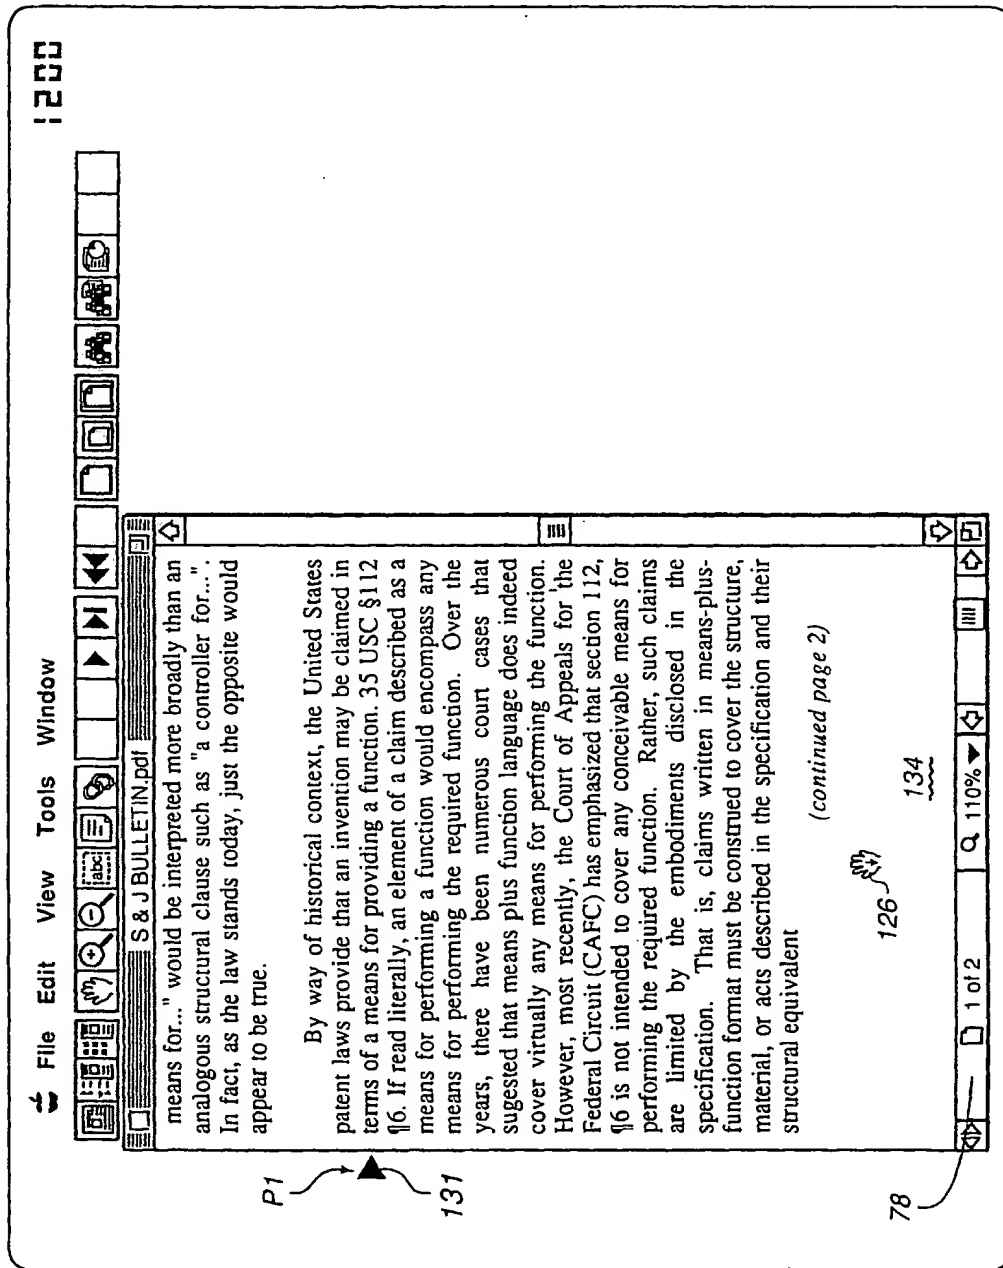 1200
File Edit View Tools Window
abc
S & J BULLETIN.pdf
means for..." would be interpreted more broadly than an
analogous structural clause such as "a controller for...".
In fact, as the law stands today, just the opposite would
appear to be true.
By way of historical context, the United States
patent laws provide that an invention may be claimed in
terms of a means for providing a function. 35 USC §112
¶6. If read literally, an element of a claim described as a
means for performing a function would encompass any
means for performing the required function. Over the
years, there have been numerous court cases that
sugested that means plus function language does indeed
cover virtually any means for performing the function.
However, most recently, the Court of Appeals for the
Federal Circuit (CAFC) has emphasized that section 112,
¶6 is not intended to cover any conceivable means for
performing the required function. Rather, such claims
are limited by the embodiments disclosed in the
specification. That is, claims written in means-plus-
function format must be construed to cover the structure,
material, or acts described in the specification and their
structural equivalent
(continued page 2)
P1
131
126
134
78
1 of 2
110%